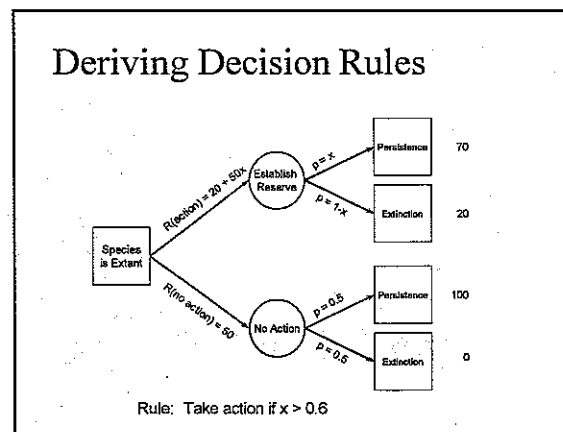 Deriving Decision Rules
Persistence
70
p = x
R(action) = 20 + 50x
Establish
Reserve
p = 1-x
Extinction
20
Species
is Extant
R(no action) = 50
No Action
p = 0.5
Persistence
100
p = 0.5
Extinction
0
Rule: Take action if x > 0.6